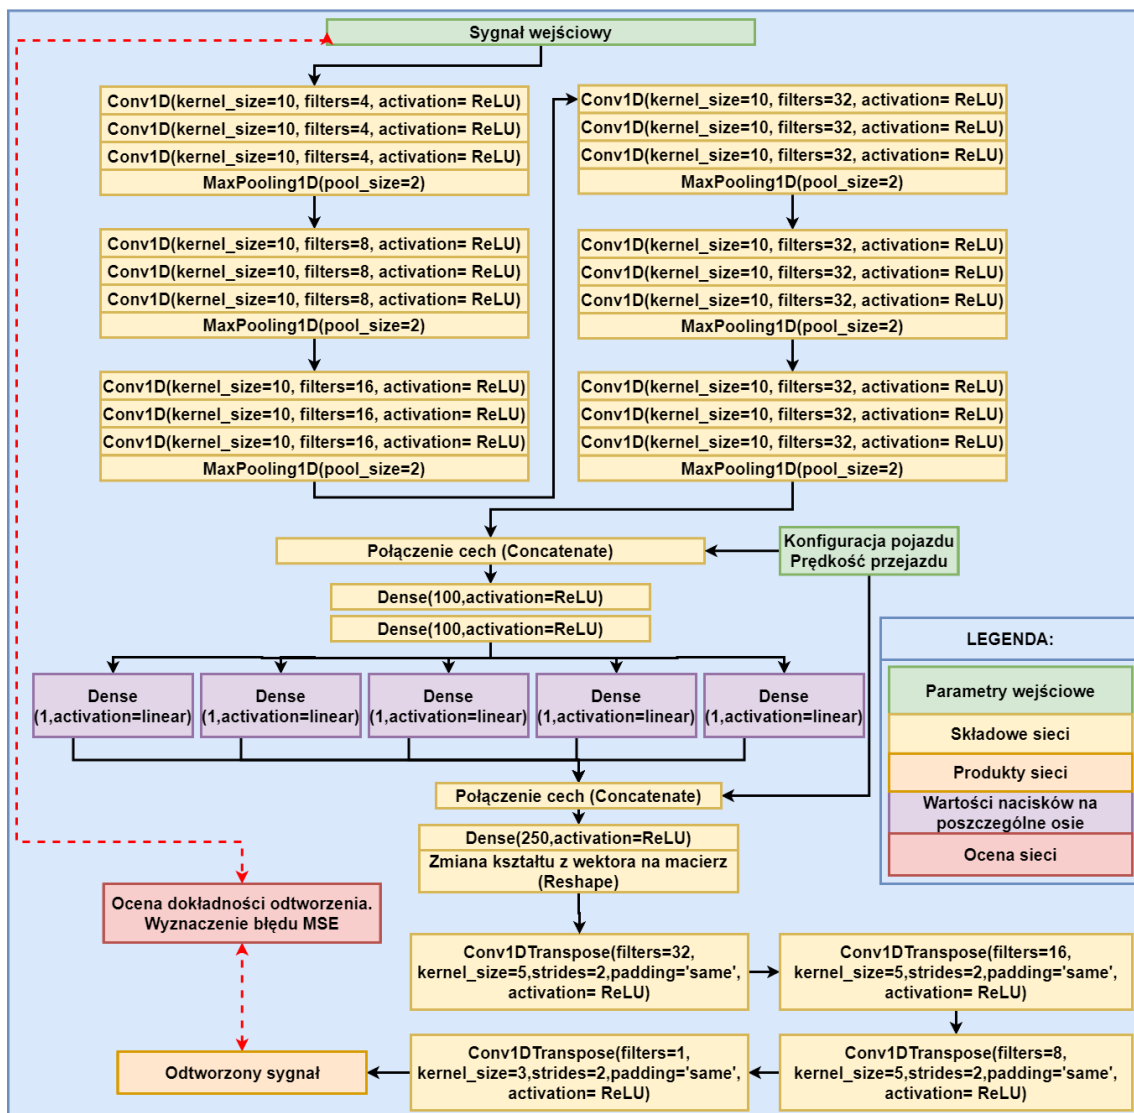 Sygnał wejściowy
Conv1D(kernel_size=10, filters=4, activation= ReLU)
Conv1D(kernel_size=10, filters=4, activation= ReLU)
Conv1D(kernel_size=10, filters=4, activation= ReLU)
MaxPooling1D(pool_size=2)
Conv1D(kernel_size=10, filters=8, activation= ReLU)
Conv1D(kernel_size=10, filters=8, activation= ReLU)
Conv1D(kernel_size=10, filters=8, activation= ReLU)
MaxPooling1D(pool_size=2)
Conv1D(kernel_size=10, filters=16, activation= ReLU)
Conv1D(kernel_size=10, filters=16, activation= ReLU)
Conv1D(kernel_size=10, filters=16, activation= ReLU)
MaxPooling1D(pool_size=2)
Conv1D(kernel_size=10, filters=32, activation= ReLU)
Conv1D(kernel_size=10, filters=32, activation= ReLU)
Conv1D(kernel_size=10, filters=32, activation= ReLU)
MaxPooling1D(pool_size=2)
Conv1D(kernel_size=10, filters=32, activation= ReLU)
Conv1D(kernel_size=10, filters=32, activation= ReLU)
Conv1D(kernel_size=10, filters=32, activation= ReLU)
MaxPooling1D(pool_size=2)
Conv1D(kernel_size=10, filters=32, activation= ReLU)
Conv1D(kernel_size=10, filters=32, activation= ReLU)
Conv1D(kernel_size=10, filters=32, activation= ReLU)
MaxPooling1D(pool_size=2)
Połączenie cech (Concatenate)
Konfiguracja pojazdu
Prędkość przejazdu
Dense(100,activation=ReLU)
Dense(100,activation=ReLU)
Dense
(1,activation=linear)
Dense
(1,activation=linear)
Dense
(1,activation=linear)
Dense
(1,activation=linear)
Dense
(1,activation=linear)
Połączenie cech (Concatenate)
Dense(250,activation=ReLU)
Zmiana kształtu z wektora na macierz
(Reshape)
LEGENDA:
Parametry wejściowe
Składowe sieci
Produkty sieci
Wartości nacisków na
poszczególne osie
Ocena sieci
Ocena dokładności odtworzenia.
Wyznaczenie błędu MSE
Conv1DTranspose(filters=32,
kernel_size=5,strides=2,padding='same',
activation= ReLU)
Conv1DTranspose(filters=16,
kernel_size=5,strides=2,padding='same',
activation= ReLU)
Odtworzony sygnał
Conv1DTranspose(filters=1,
kernel_size=3,strides=2,padding='same',
activation= ReLU)
Conv1DTranspose(filters=8,
kernel_size=5,strides=2,padding='same',
activation= ReLU)